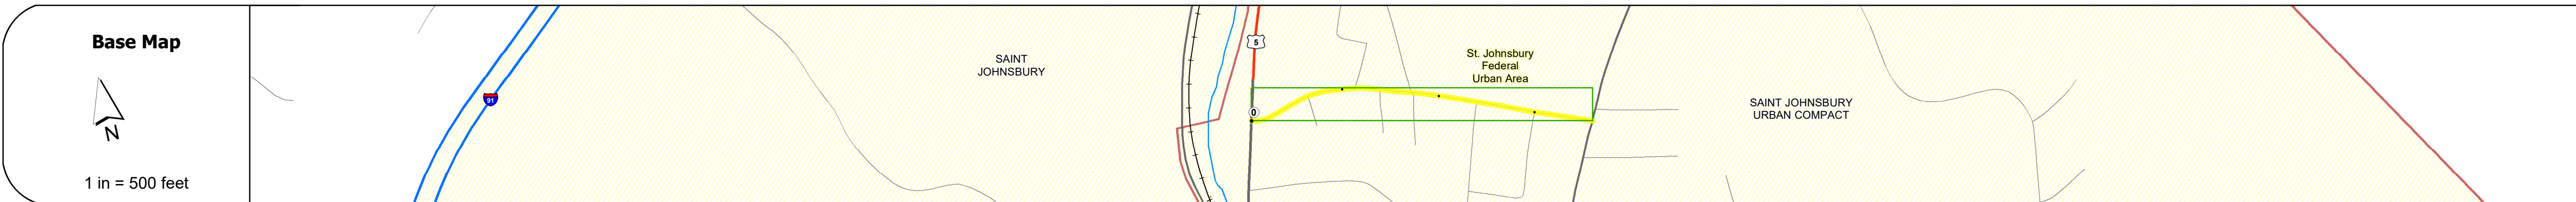 Base Map
N
1 in = 500 feet
91
SAINT
JOHNSBURY
5
0
St. Johnsbury
Federal
Urban Area
SAINT JOHNSBURY
URBAN COMPACT